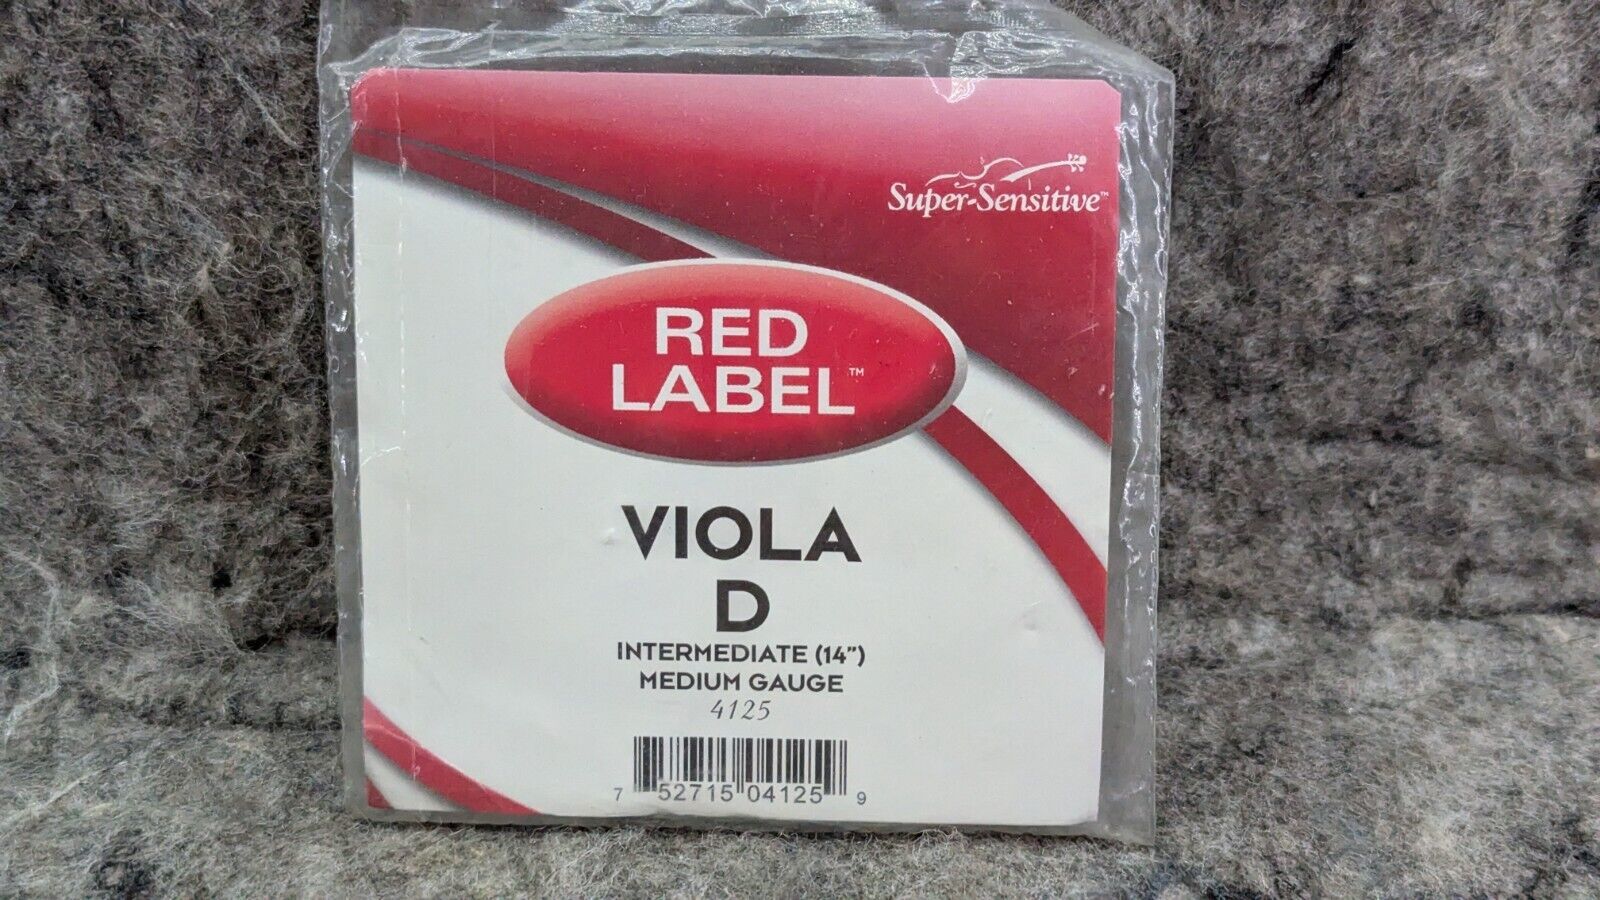 Super-Sensitive™
RED
LABEL™
VIOLA
D
INTERMEDIATE (14")
MEDIUM GAUGE
4125
7 52715 04125 9